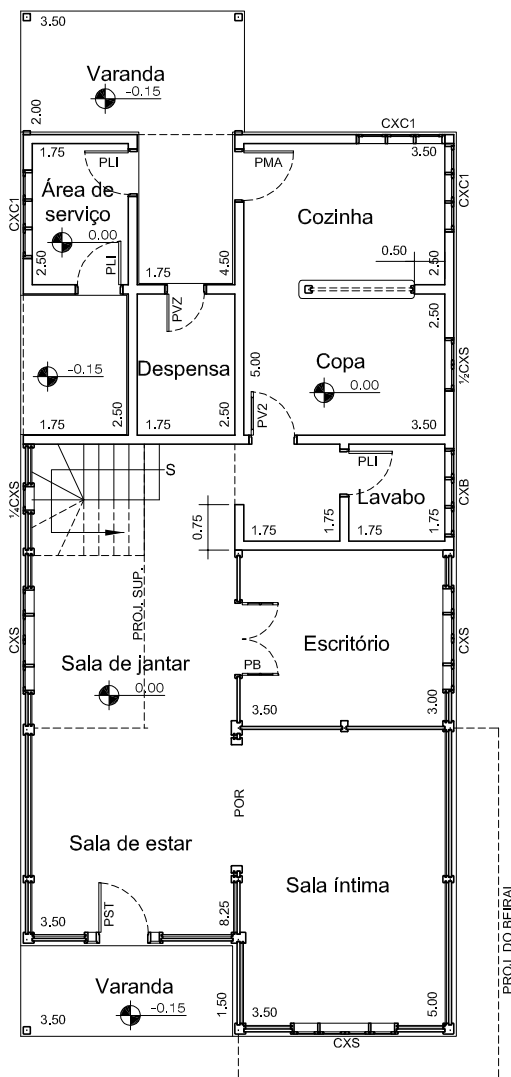 3.50
Varanda
-0.15
2.00
CXC1
1.75
PLI
PMA
3.50
Área de
serviço
Cozinha
CXC1
CXC1
0.00
2.50
PLI
1.75
4.50
0.50
2.50
PVZ
2.50
-0.15
Despensa
5.00
Copa
0.00
½CXS
1.75
2.50
1.75
2.50
PV2
3.50
S
PLI
Lavabo
¼CXS
CXB
0.75
1.75
1.75
1.75
1.75
PROJ. SUP.
CXS
Escritório
CXS
Sala de jantar
0.00
PB
3.50
3.00
POR
Sala de estar
Sala íntima
3.50
PST
8.25
PROJ. DO BEIRAL
Varanda
-0.15
3.50
1.50
3.50
5.00
CXS